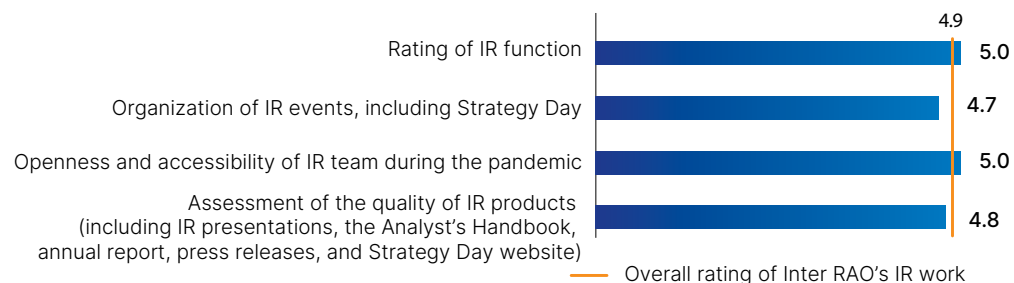 4.9
Rating of IR function 5.0
Organization of IR events, including Strategy Day 4.7
Openness and accessibility of IR team during the pandemic 5.0
Assessment of the quality of IR products
(including IR presentations, the Analyst’s Handbook,
annual report, press releases, and Strategy Day website) 4.8
Overall rating of Inter RAO’s IR work